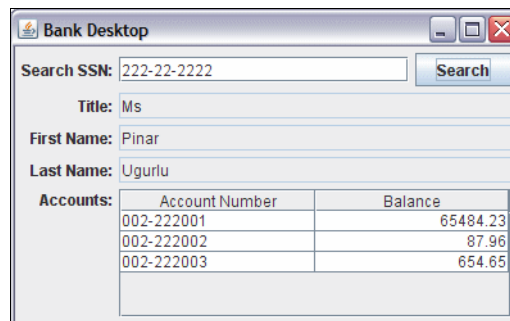 Bank Desktop
Search SSN: 222-22-2222 Search
Title: Ms
First Name: Pinar
Last Name: Ugurlu
Accounts: Account Number Balance
002-222001 65484.23
002-222002 87.96
002-222003 654.65